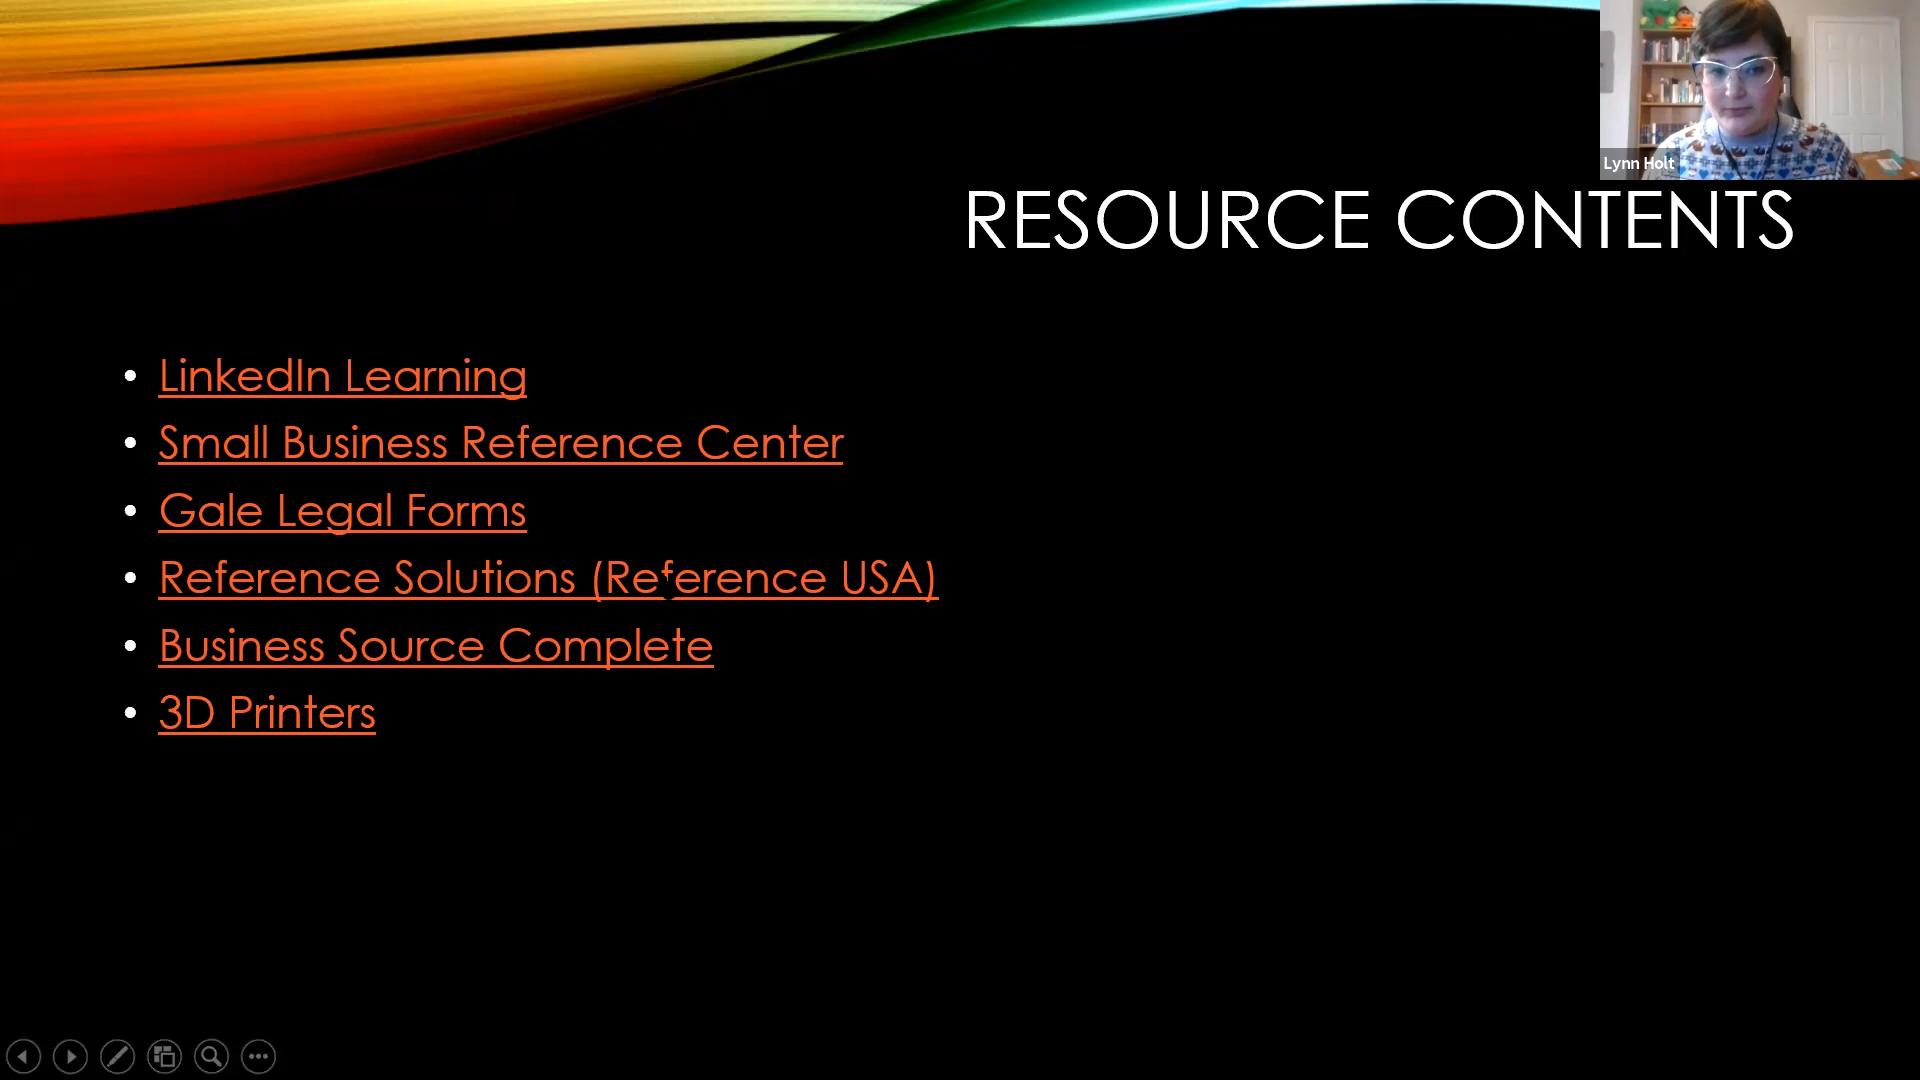 Lynn Holt
RESOURCE CONTENTS
• LinkedIn Learning
• Small Business Reference Center
• Gale Legal Forms
• Reference Solutions (Reference USA)
• Business Source Complete
• 3D Printers